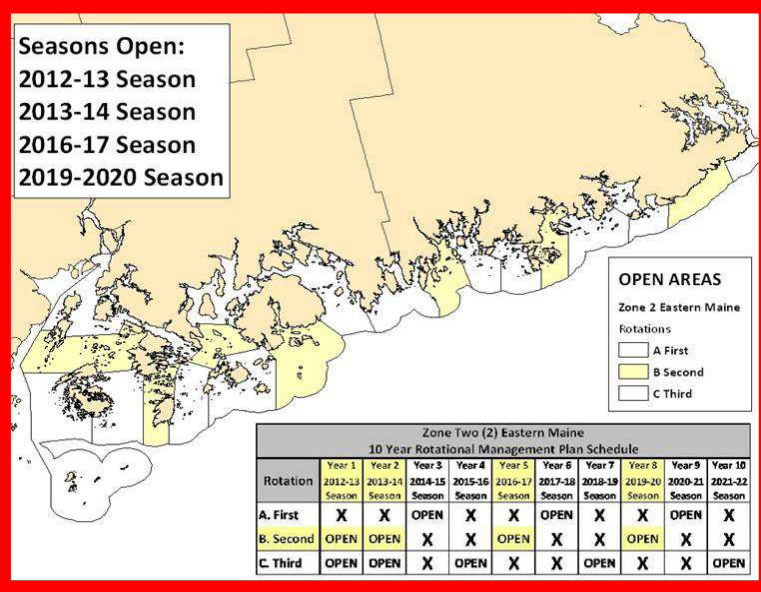 Seasons Open:
2012-13 Season
2013-14 Season
2016-17 Season
2019-2020 Season
OPEN AREAS
Zone 2 Eastern Maine
Rotations
A First
B Second
C Third
Zone Two (2) Eastern Maine
10 Year Rotational Management Plan Schedule
Rotation Year 1 2012-13 Season Year 2 2013-14 Season Year 3 2014-15 Season Year 4 2015-16 Season Year 5 2016-17 Season Year 6 2017-18 Season Year 7 2018-19 Season Year 8 2019-20 Season Year 9 2020-21 Season Year 10 2021-22 Season
A. First X X OPEN X X OPEN X X OPEN X
B. Second OPEN OPEN X X OPEN X X OPEN X X
C. Third OPEN OPEN X OPEN X X OPEN X X OPEN